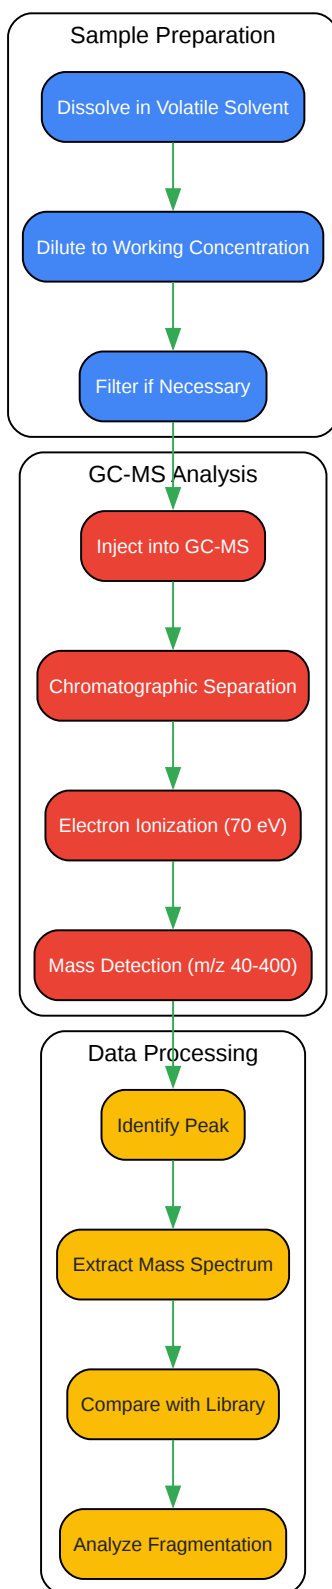 Sample Preparation
Dissolve in Volatile Solvent
Dilute to Working Concentration
Filter if Necessary
GC-MS Analysis
Inject into GC-MS
Chromatographic Separation
Electron Ionization (70 eV)
Mass Detection (m/z 40-400)
Data Processing
Identify Peak
Extract Mass Spectrum
Compare with Library
Analyze Fragmentation